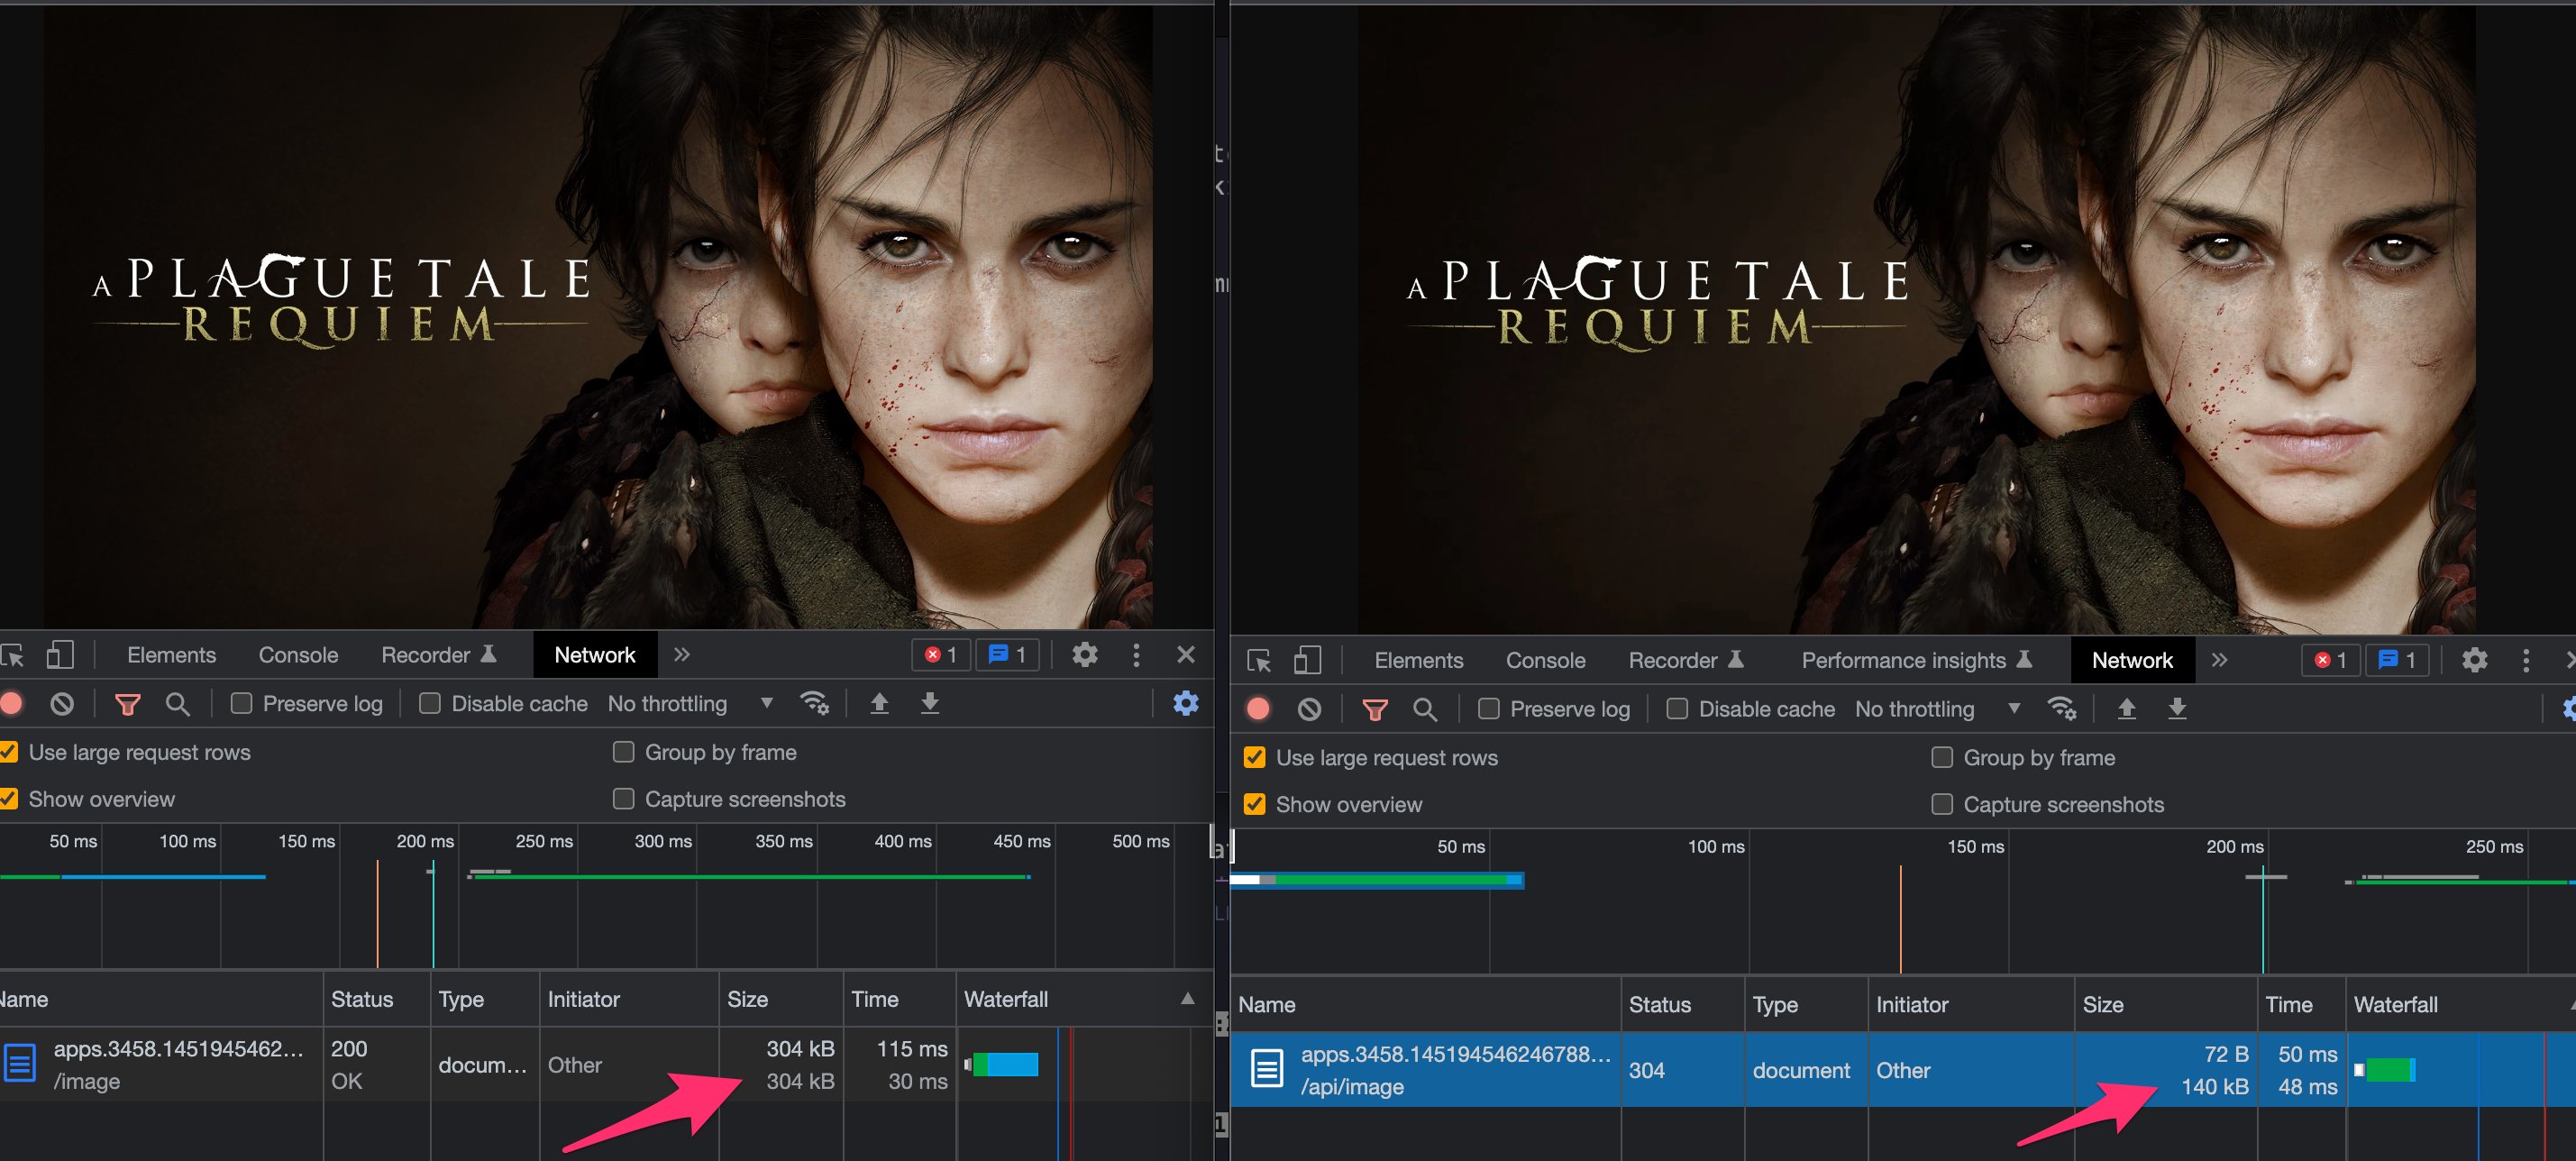 A PLAGUE TALE
REQUIEM
A PLAGUE TALE
REQUIEM
Elements Console Recorder Network » 1 1
Preserve log Disable cache No throttling
Use large request rows Group by frame
Show overview Capture screenshots
50 ms 100 ms 150 ms 200 ms 250 ms 300 ms 350 ms 400 ms 450 ms 500 ms
Name Status Type Initiator Size Time Waterfall
apps.3458.1451945462... 200 docum... Other 304 kB 115 ms
/image OK 304 kB 30 ms
Elements Console Recorder Performance insights Network » 1 1
Preserve log Disable cache No throttling
Use large request rows Group by frame
Show overview Capture screenshots
50 ms 100 ms 150 ms 200 ms 250 ms
Name Status Type Initiator Size Time Waterfall
apps.3458.145194546246788... 304 document Other 72 B 50 ms
/api/image 140 kB 48 ms